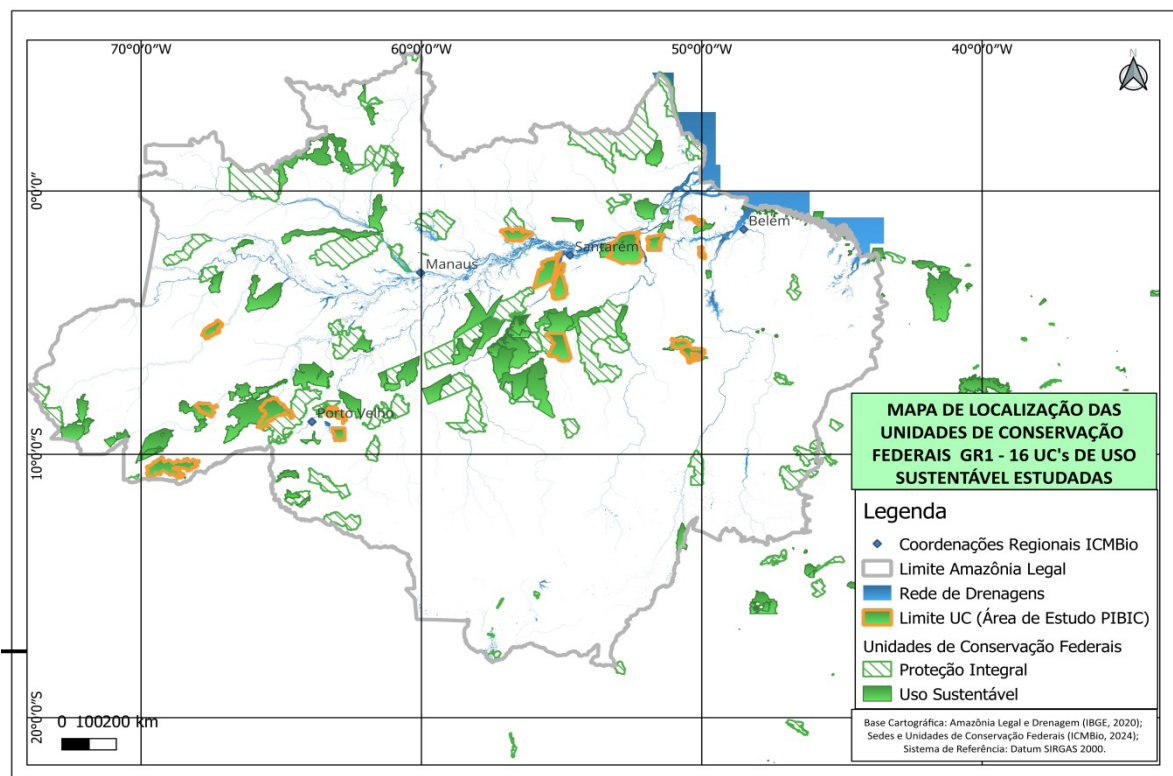 70°0'0"W 60°0'0"W 50°0'0"W 40°0'0"W
N
0°0'0"
Belém
Santarém
Manaus
Porto Velho
10°0'0"S
20°0'0"S
0 100200 km
MAPA DE LOCALIZAÇÃO DAS
UNIDADES DE CONSERVAÇÃO
FEDERAIS GR1 - 16 UC's DE USO
SUSTENTÁVEL ESTUDADAS
Legenda
Coordenações Regionais ICMBio
Limite Amazônia Legal
Rede de Drenagens
Limite UC (Área de Estudo PIBIC)
Unidades de Conservação Federais
Proteção Integral
Uso Sustentável
Base Cartográfica: Amazônia Legal e Drenagem (IBGE, 2020);
Sedes e Unidades de Conservação Federais (ICMBio, 2024);
Sistema de Referência: Datum SIRGAS 2000.